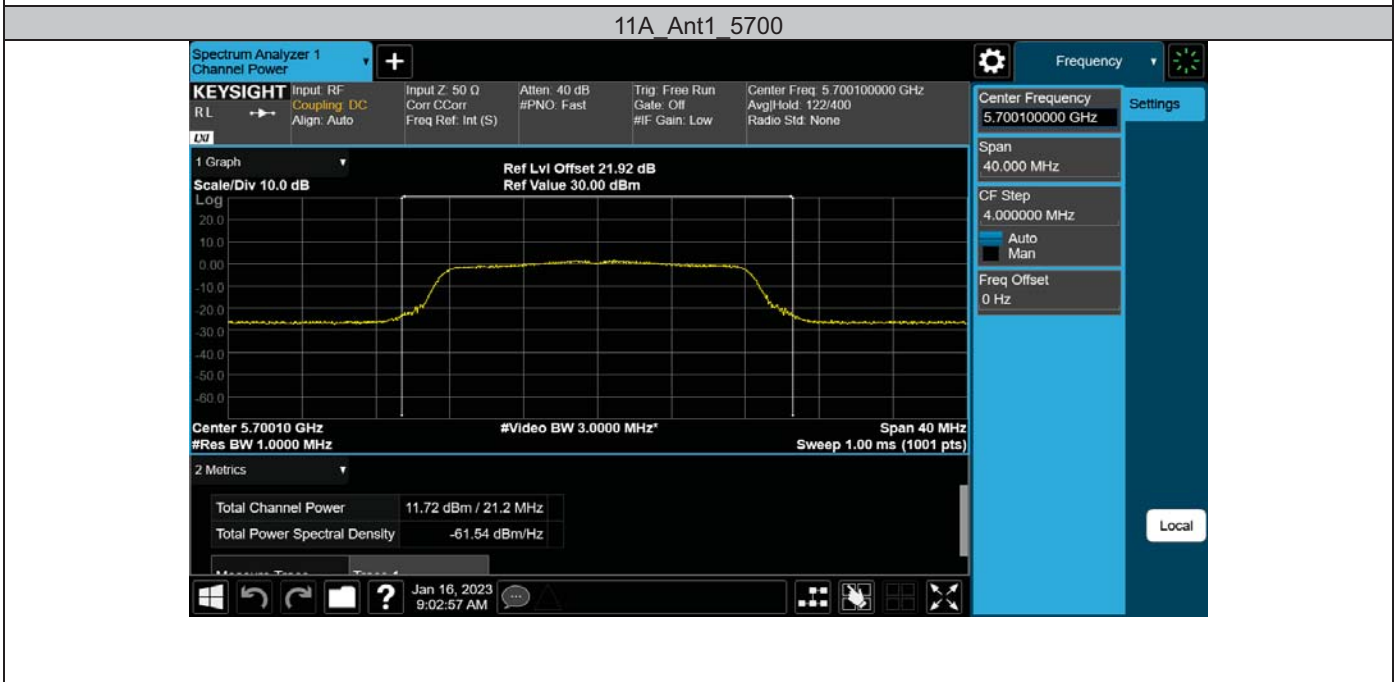 11A_Ant1_5700
Spectrum Analyzer 1
Channel Power
+
Frequency
KEYSIGHT
R L
LXI
Input: RF
Coupling: DC
Align: Auto
Input Z: 50 Ω
Corr CCorr
Freq Ref: Int (S)
Atten: 40 dB
#PNO: Fast
Trig: Free Run
Gate: Off
#IF Gain: Low
Center Freq: 5.700100000 GHz
Avg|Hold: 122/400
Radio Std: None
Center Frequency
5.700100000 GHz
Settings
Span
40.000 MHz
CF Step
4.000000 MHz
Auto
Man
Freq Offset
0 Hz
Local
1 Graph
Scale/Div 10.0 dB
Ref Lvl Offset 21.92 dB
Ref Value 30.00 dBm
Log
20.0
10.0
0.00
-10.0
-20.0
-30.0
-40.0
-50.0
-60.0
Center 5.70010 GHz
#Video BW 3.0000 MHz*
Span 40 MHz
#Res BW 1.0000 MHz
Sweep 1.00 ms (1001 pts)
2 Metrics
Total Channel Power 11.72 dBm / 21.2 MHz
Total Power Spectral Density -61.54 dBm/Hz
?
Jan 16, 2023
9:02:57 AM